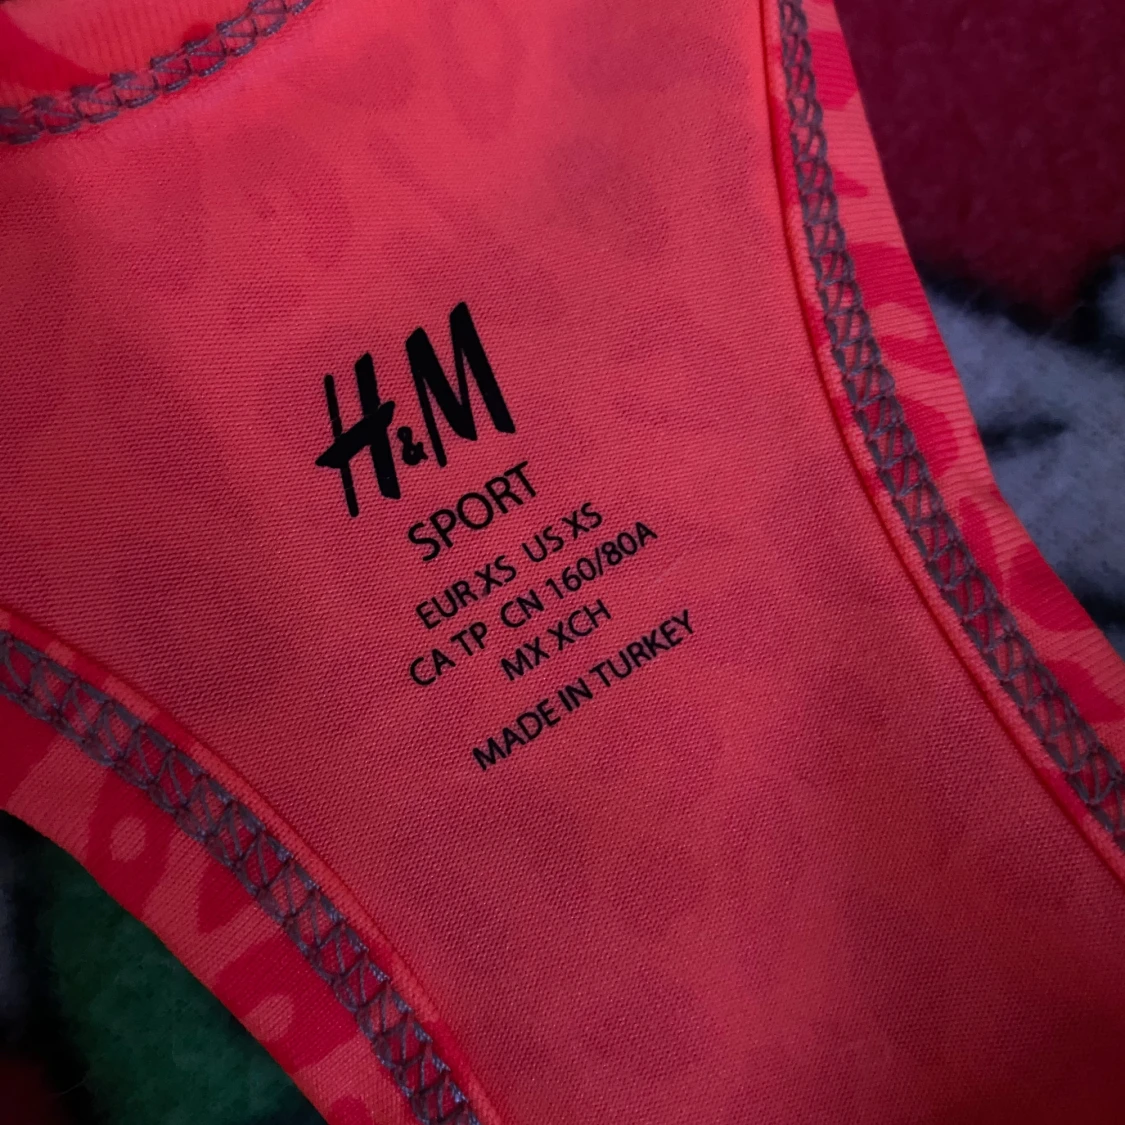 H&M
SPORT
EUR XS US XS
CA TP CN 160/80A
MX XCH
MADE IN TURKEY